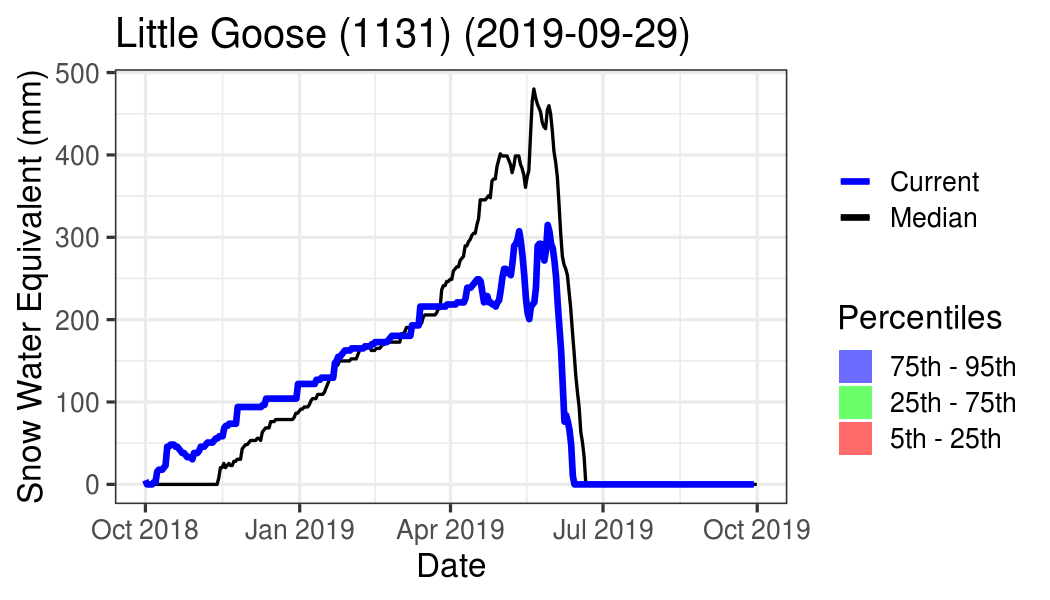 Little Goose (1131) (2019-09-29)
Snow Water Equivalent (mm)
500
400
300
200
100
0
Oct 2018
Jan 2019
Apr 2019
Jul 2019
Oct 2019
Date
Current
Median
Percentiles
75th - 95th
25th - 75th
5th - 25th